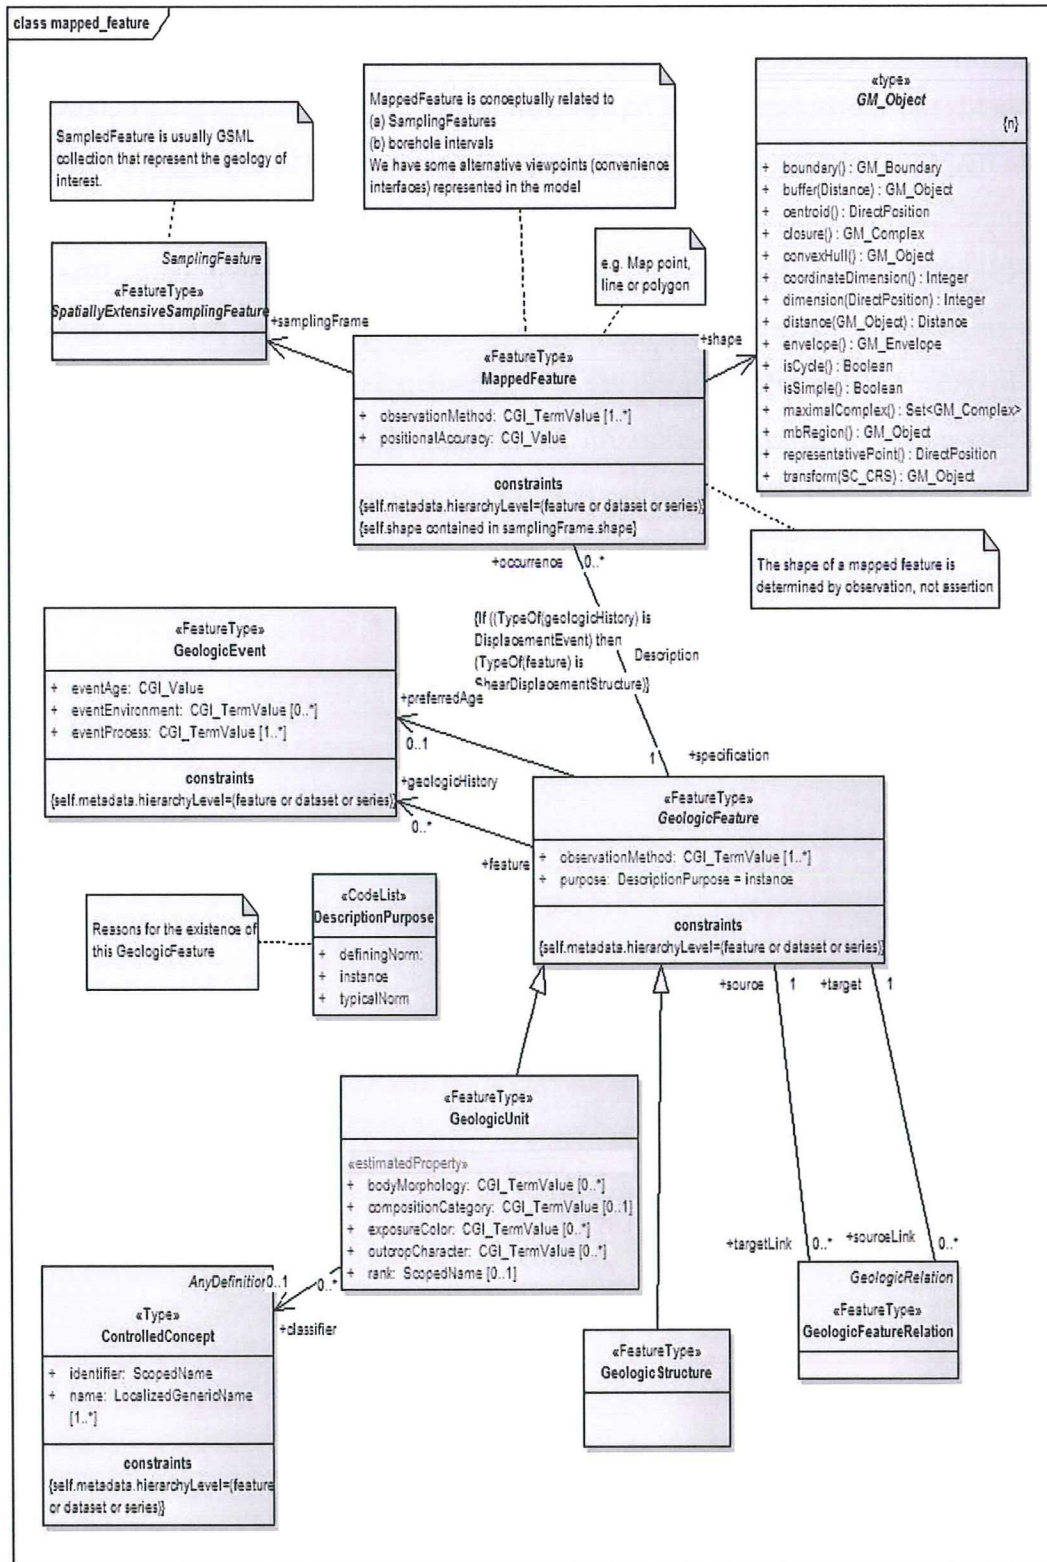 class mapped_feature
SampledFeature is usually GSML
collection that represent the geology of
interest.
MappedFeature is conceptually related to
(a) SamplingFeatures
(b) borehole intervals
We have some alternative viewpoints (convenience
interfaces) represented in the model
«type»
GM_Object
{n}
+ boundary() : GM_Boundary
+ buffer(Distance) : GM_Object
+ centroid() : DirectPosition
+ closure() : GM_Complex
+ convexHull() : GM_Object
+ coordinateDimension() : Integer
+ dimension(DirectPosition) : Integer
+ distance(GM_Object) : Distance
+ envelope() : GM_Envelope
+ isCycle() : Boolean
+ isSimple() : Boolean
+ maximalComplex() : Set<GM_Complex>
+ mbRegion() : GM_Object
+ representativePoint() : DirectPosition
+ transform(SC_CRS) : GM_Object
SamplingFeature
«FeatureType»
SpatiallyExtensiveSamplingFeature
e.g. Map point,
line or polygon
+samplingFrame
+shape
«FeatureType»
MappedFeature
+ observationMethod: CGI_TermValue [1..*]
+ positionalAccuracy: CGI_Value
constraints
{self.metadata.hierarchyLevel=(feature or dataset or series)}
{self.shape contained in samplingFrame.shape}
+occurrence 0..*
The shape of a mapped feature is
determined by observation, not assertion
{If ((TypeOf(geologicHistory) is
DisplacementEvent) then
(TypeOf(feature) is
ShearDisplacementStructure)}
Description
«FeatureType»
GeologicEvent
+ eventAge: CGI_Value
+ eventEnvironment: CGI_TermValue [0..*]
+ eventProcess: CGI_TermValue [1..*]
constraints
{self.metadata.hierarchyLevel=(feature or dataset or series)}
+preferredAge
0..1
+geologicHistory
0..*
+feature
1 +specification
«FeatureType»
GeologicFeature
+ observationMethod: CGI_TermValue [1..*]
+ purpose: DescriptionPurpose = instance
constraints
{self.metadata.hierarchyLevel=(feature or dataset or series)}
Reasons for the existence of
this GeologicFeature
«CodeList»
DescriptionPurpose
+ definingNorm:
+ instance
+ typicalNorm
+source 1 +target 1
«FeatureType»
GeologicUnit
«estimatedProperty»
+ bodyMorphology: CGI_TermValue [0..*]
+ compositionCategory: CGI_TermValue [0..1]
+ exposureColor: CGI_TermValue [0..*]
+ outcropCharacter: CGI_TermValue [0..*]
+ rank: ScopedName [0..1]
+targetLink 0..* +sourceLink 0..*
AnyDefinition 0..1
0..*
+classifier
«Type»
ControlledConcept
+ identifier: ScopedName
+ name: LocalizedGenericName
[1..*]
constraints
{self.metadata.hierarchyLevel=(feature
or dataset or series)}
«FeatureType»
GeologicStructure
GeologicRelation
«FeatureType»
GeologicFeatureRelation